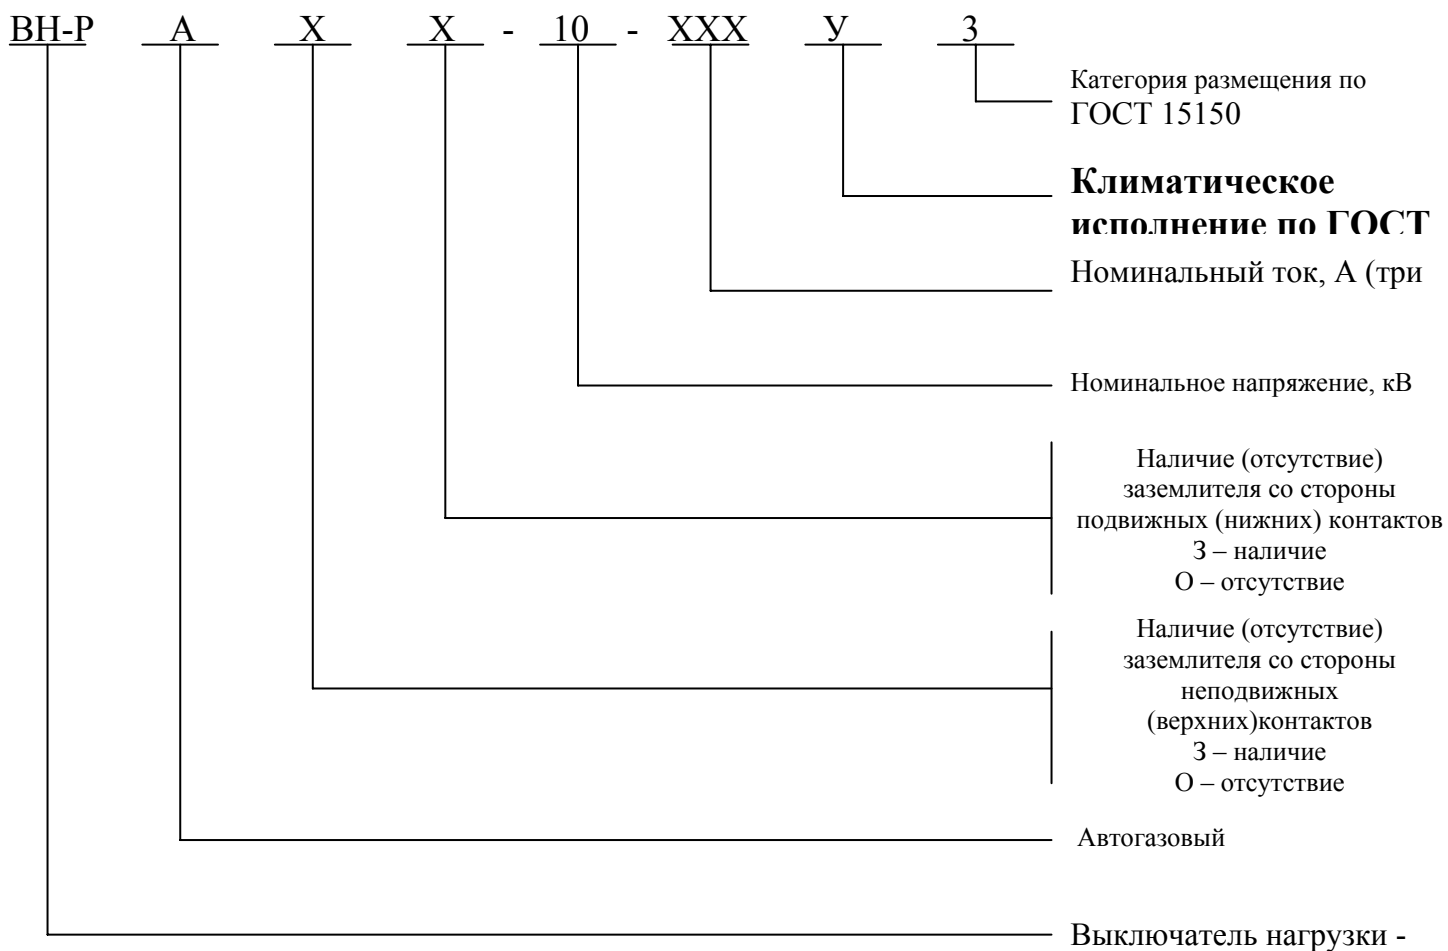 ВН-Р А Х Х - 10 - ХХХ У 3
Категория размещения по
ГОСТ 15150
Климатическое
исполнение по ГОСТ
Номинальный ток, А (три
Номинальное напряжение, кВ
Наличие (отсутствие)
заземлителя со стороны
подвижных (нижних) контактов
З – наличие
О – отсутствие
Наличие (отсутствие)
заземлителя со стороны
неподвижных
(верхних)контактов
З – наличие
О – отсутствие
Автогазовый
Выключатель нагрузки -